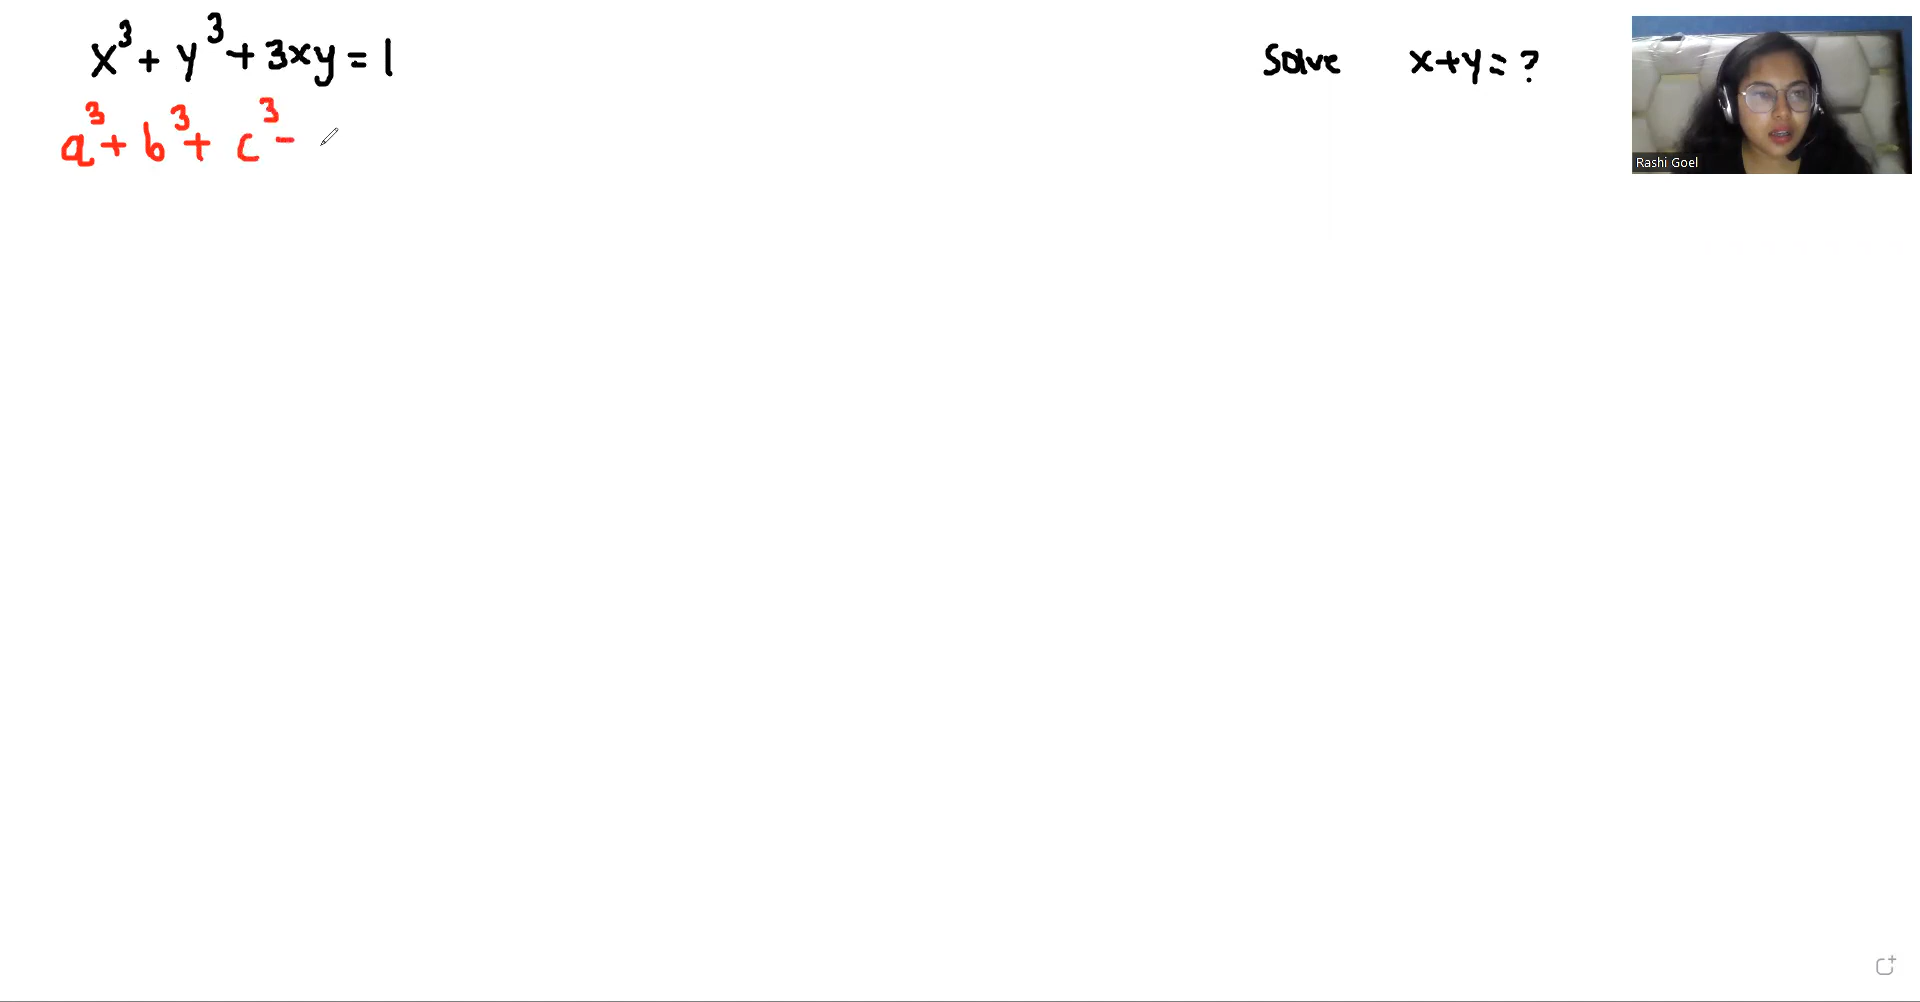 x³ + y³ + 3xy = 1
Solve x+y = ?
a³ + b³ + c³ -
Rashi Goel